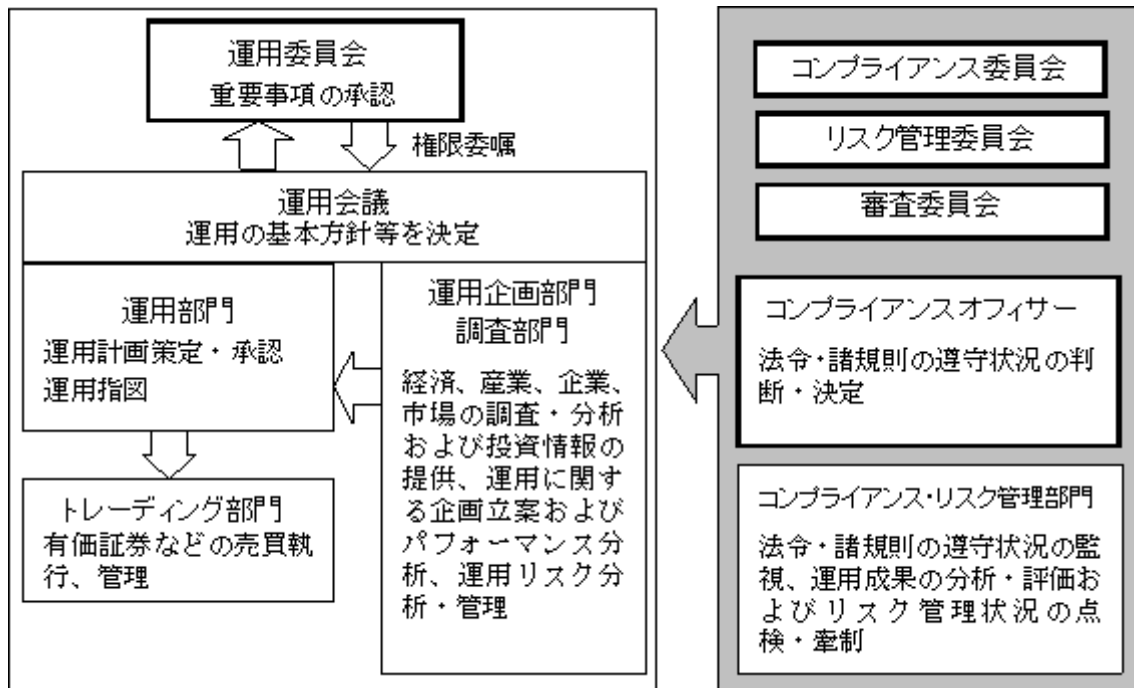 運用委員会
重要事項の承認
権限委嘱
運用会議
運用の基本方針等を決定
運用部門
運用計画策定・承認
運用指図
トレーディング部門
有価証券などの売買執
行、管理
運用企画部門
調査部門
経済、産業、企業、
市場の調査・分析
および投資情報の
提供、運用に関す
る企画立案および
パフォーマンス分
析、運用リスク分
析・管理
コンプライアンス委員会
リスク管理委員会
審査委員会
コンプライアンスオフィサー
法令・諸規則の遵守状況の判
断・決定
コンプライアンス・リスク管理部門
法令・諸規則の遵守状況の監
視、運用成果の分析・評価お
よびリスク管理状況の点
検・牽制